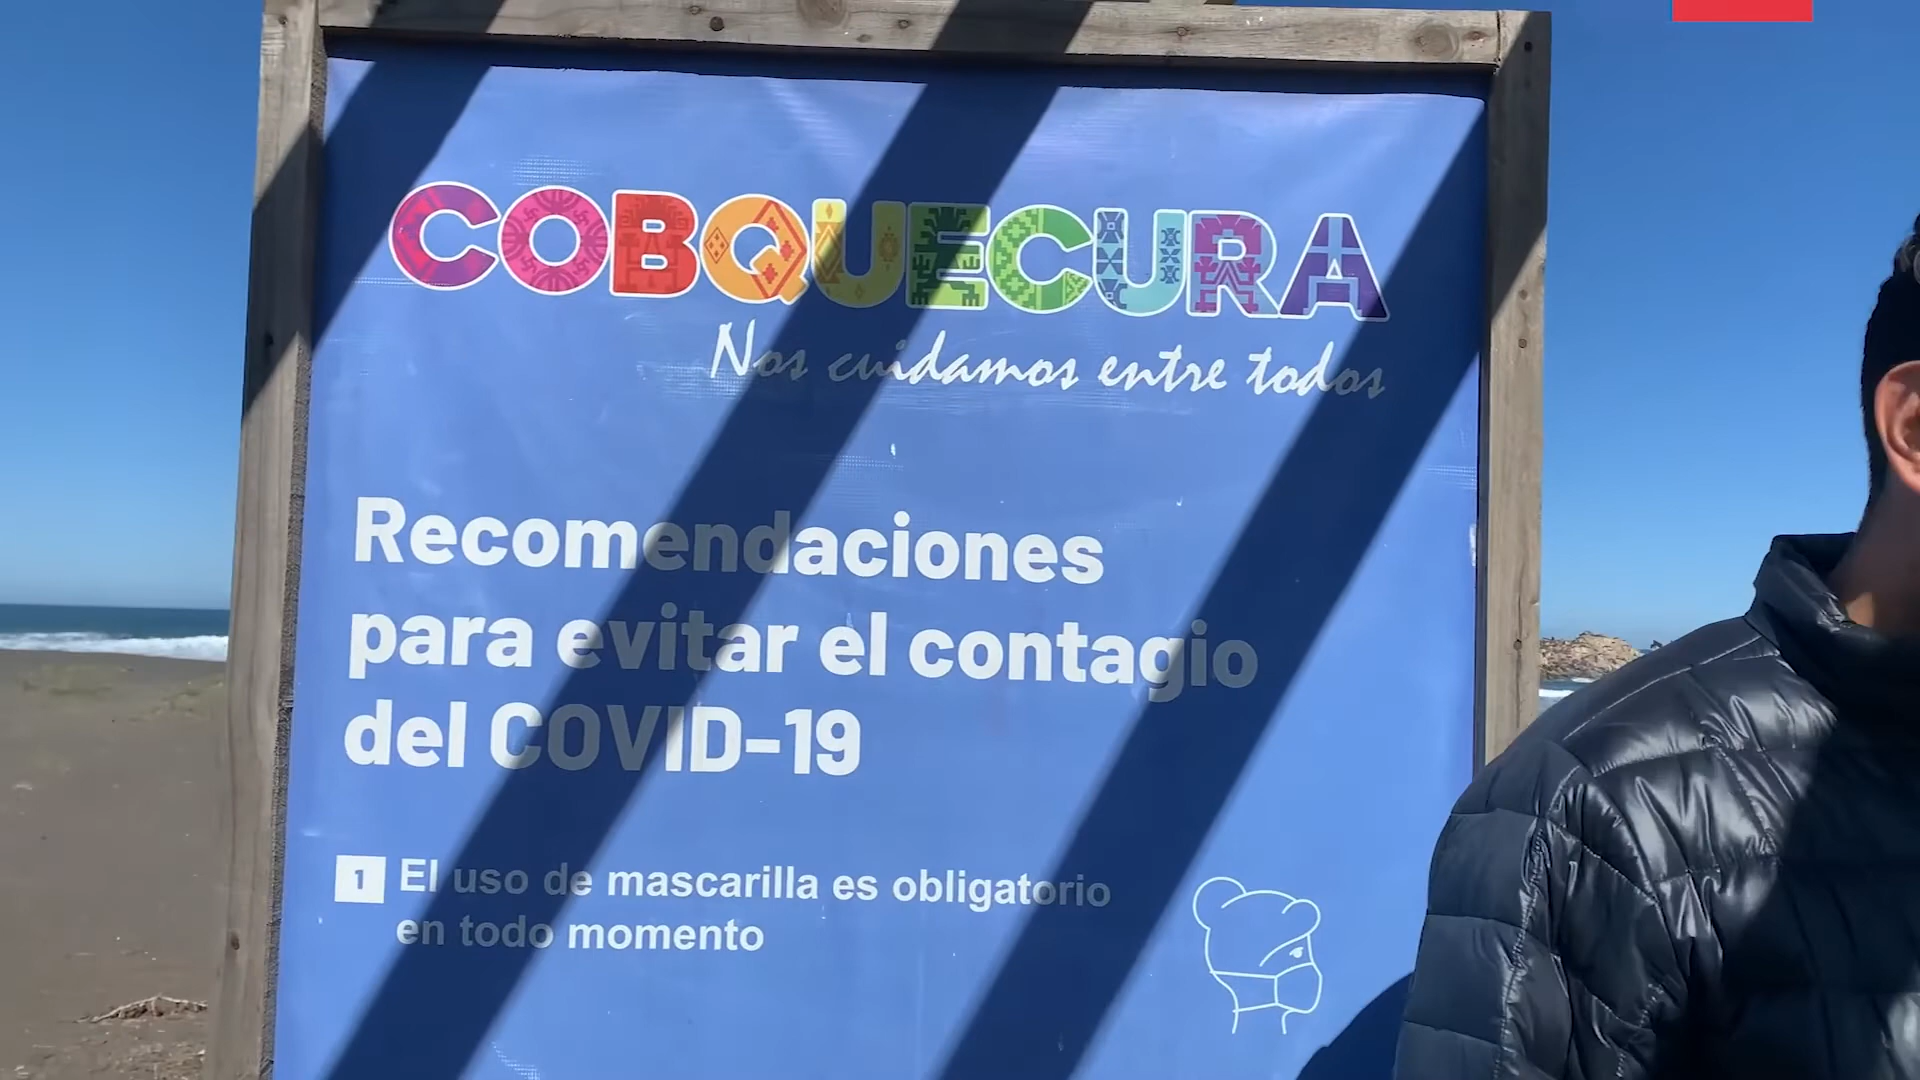 COBQUECURA
Nos cuidamos entre todos
Recomendaciones
para evitar el contagio
del COVID-19
1 El uso de mascarilla es obligatorio
en todo momento